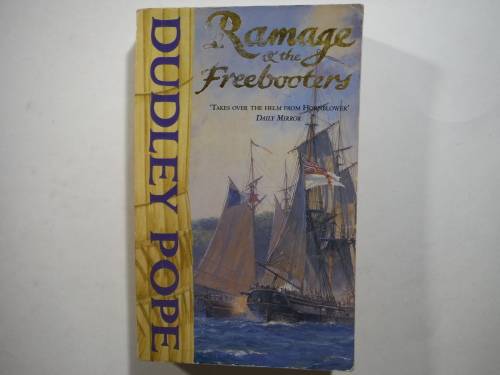 DUDLEY POPE
Ramage
& the
Freebooters
'TAKES OVER THE HELM FROM HORNBLOWER'
DAILY MIRROR